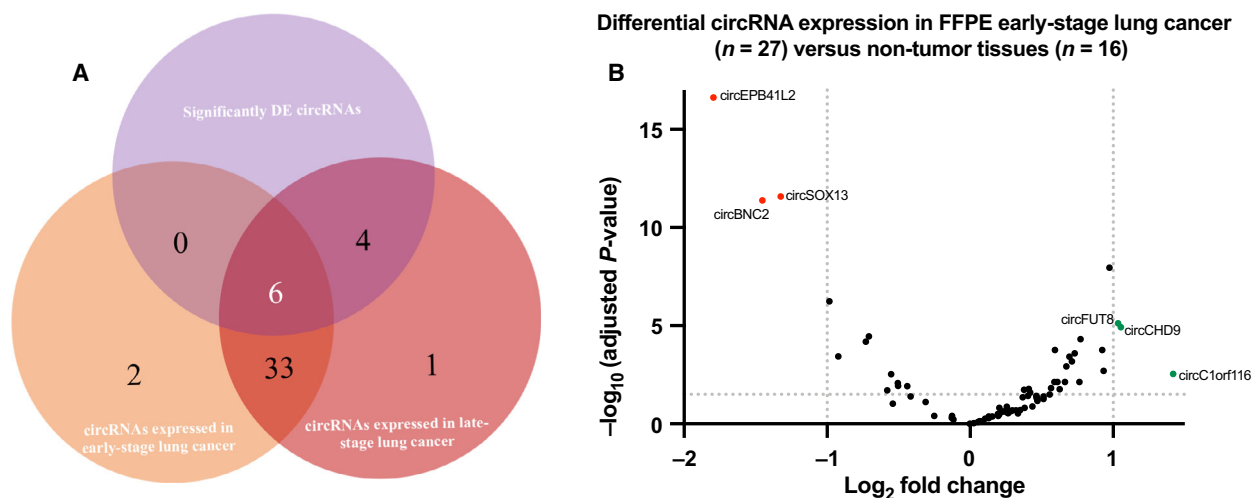 A
Significantly DE circRNAs
0
4
6
2
33
1
circRNAs expressed in
early-stage lung cancer
circRNAs expressed in late-
stage lung cancer
Differential circRNA expression in FFPE early-stage lung cancer
(n = 27) versus non-tumor tissues (n = 16)
B
circEPB41L2
circSOX13
circBNC2
circFUT8
circCHD9
circC1orf116
15
10
5
0
–log10 (adjusted P-value)
–2
–1
0
1
Log2 fold change